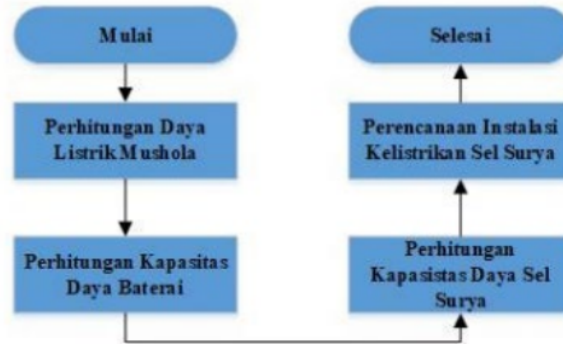 Mulai
Perhitungan Daya
Listrik Mushola
Perhitungan Kapasitas
Daya Baterai
Perhitungan
Kapasistas Daya Sel
Surya
Perencanaan Instalasi
Kelistrikan Sel Surya
Selesai